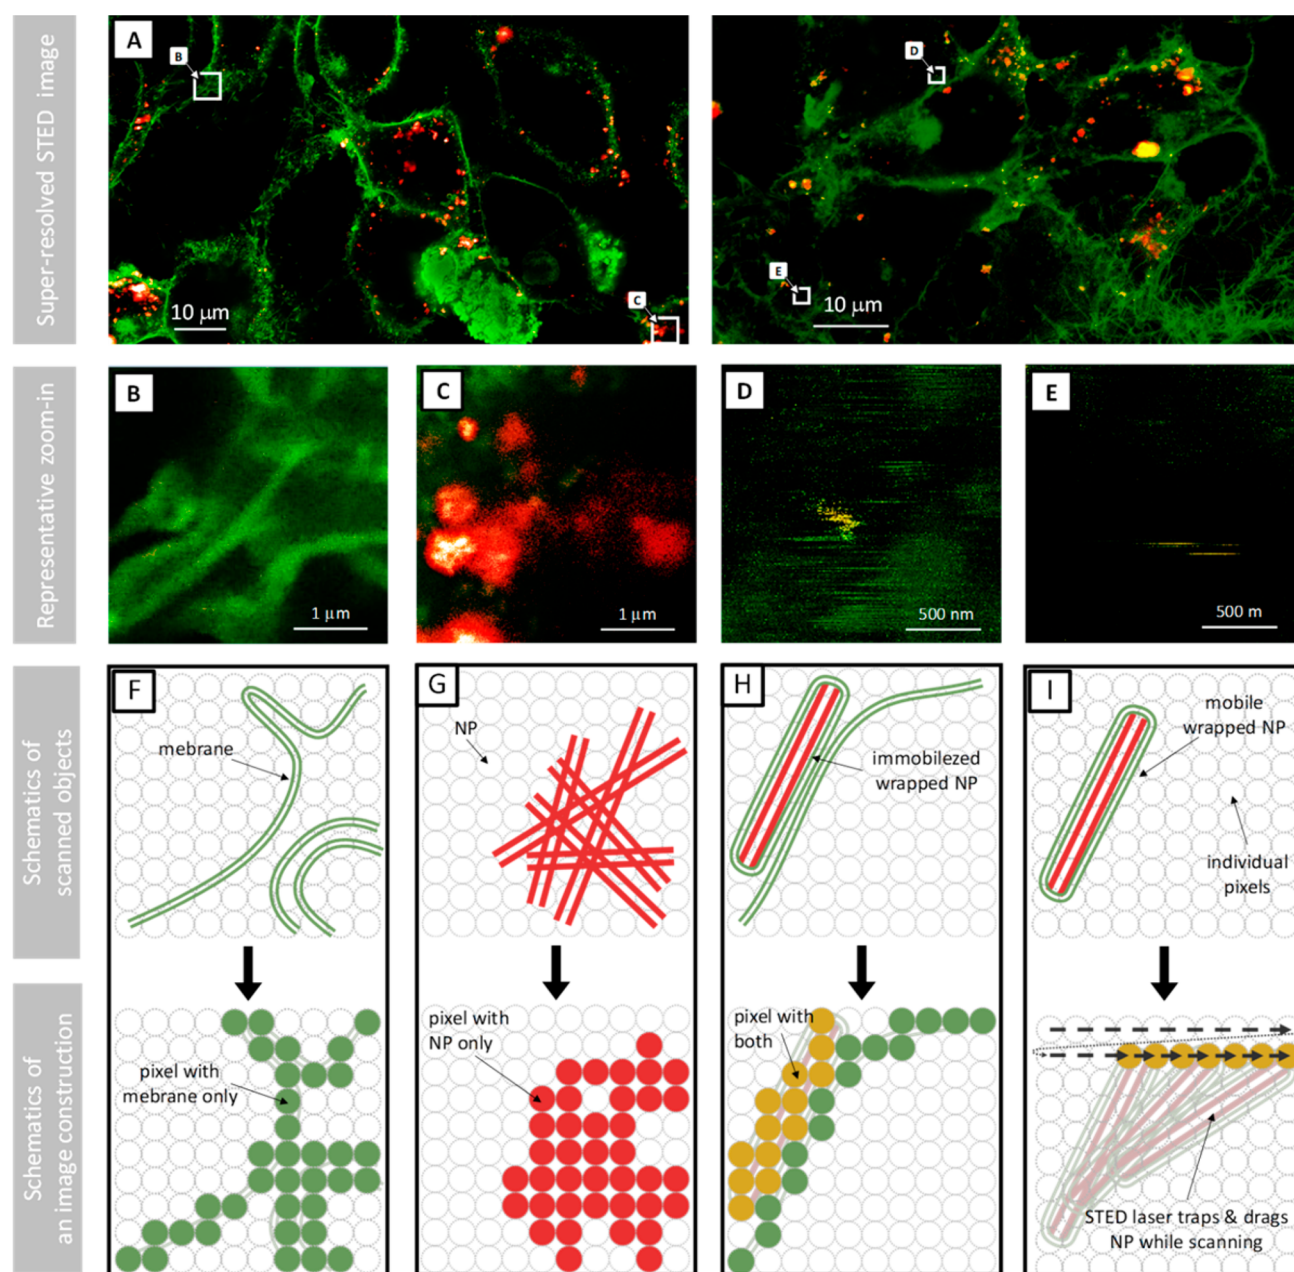 Super-resolved STED image
A
B
C
10 µm
D
E
10 µm
Representative zoom-in
B
1 µm
C
1 µm
D
500 nm
E
500 m
Schematics of
scanned objects
F
mebrane
G
NP
H
immobilezed
wrapped NP
I
mobile
wrapped NP
individual
pixels
Schematics of
an image construction
pixel with
mebrane only
pixel with
NP only
pixel with
both
STED laser traps & drags
NP while scanning